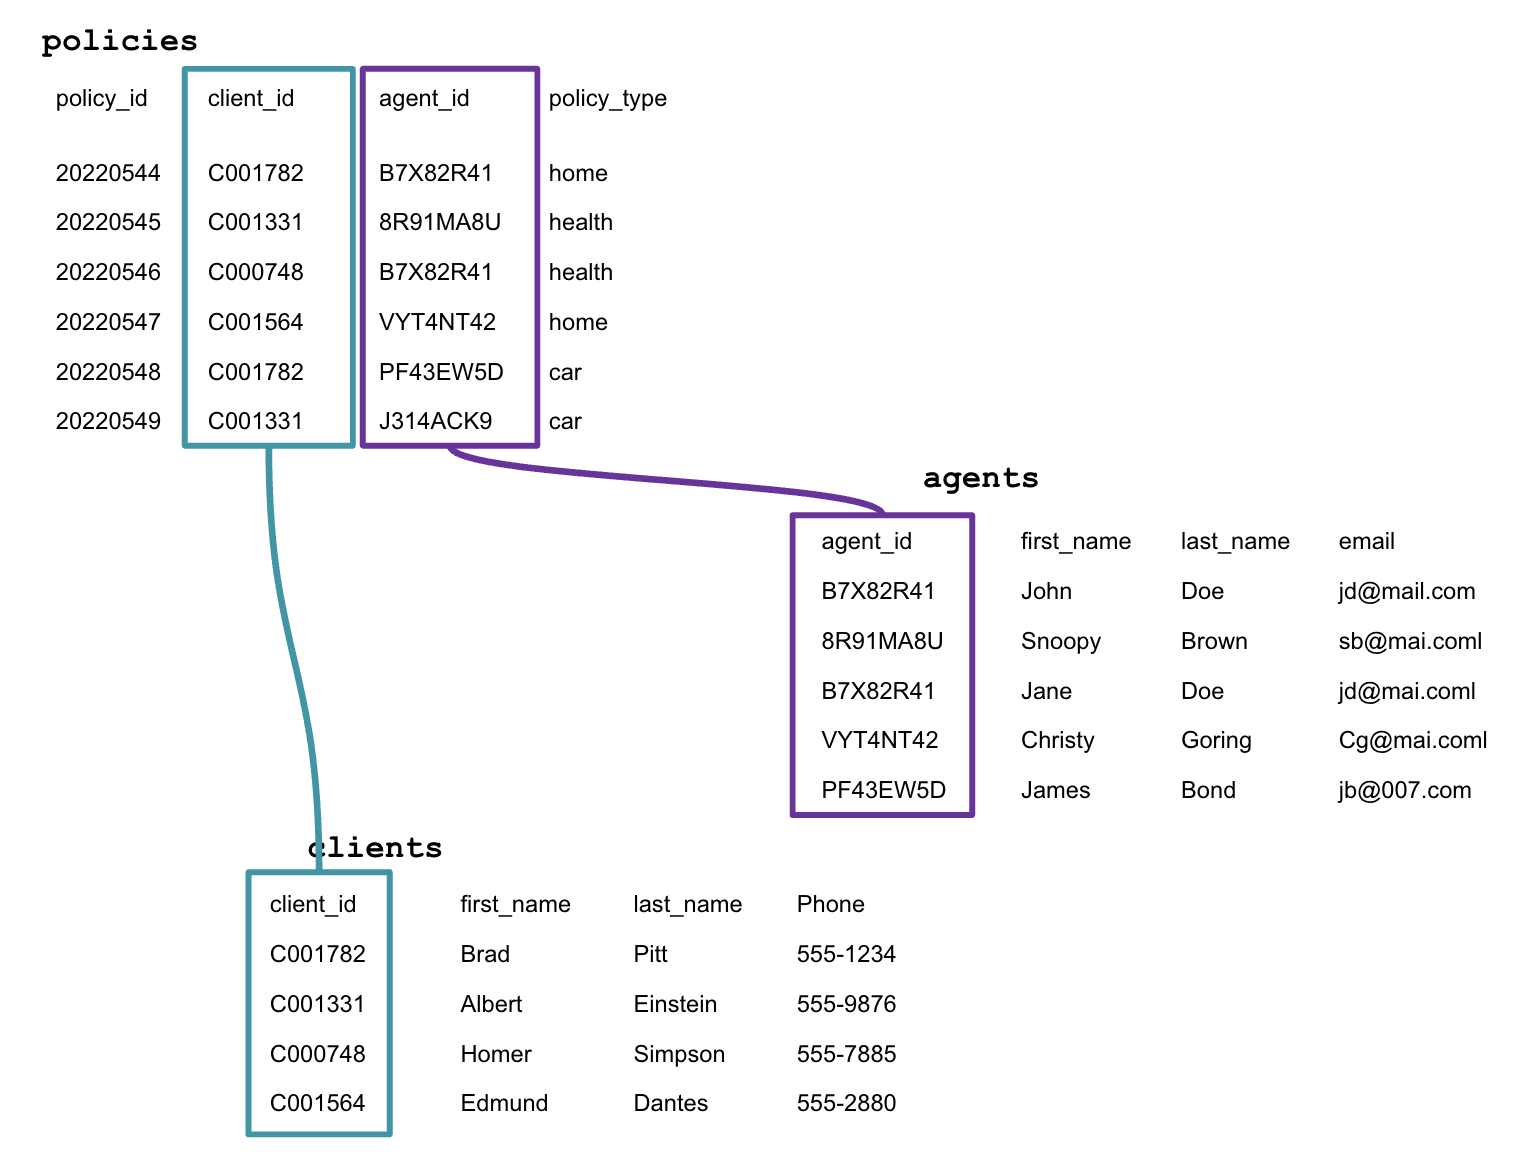 policies
policy_id client_id agent_id policy_type
20220544 C001782 B7X82R41 home
20220545 C001331 8R91MA8U health
20220546 C000748 B7X82R41 health
20220547 C001564 VYT4NT42 home
20220548 C001782 PF43EW5D car
20220549 C001331 J314ACK9 car
agents
agent_id first_name last_name email
B7X82R41 John Doe jd@mail.com
8R91MA8U Snoopy Brown sb@mai.coml
B7X82R41 Jane Doe jd@mai.coml
VYT4NT42 Christy Goring Cg@mai.coml
PF43EW5D James Bond jb@007.com
clients
client_id first_name last_name Phone
C001782 Brad Pitt 555-1234
C001331 Albert Einstein 555-9876
C000748 Homer Simpson 555-7885
C001564 Edmund Dantes 555-2880